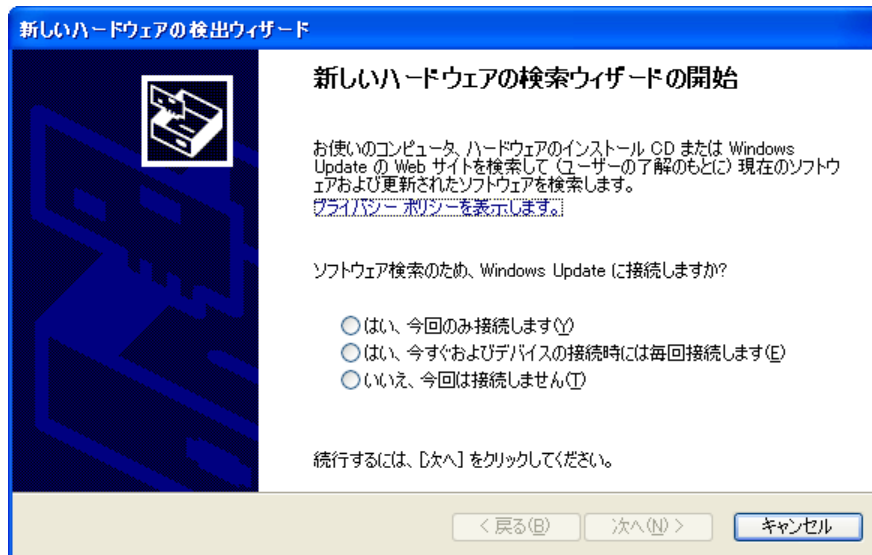 新しいハードウェアの検出ウィザード
新しいハードウェアの検索ウィザードの開始
お使いのコンピュータ、ハードウェアのインストール CD または Windows
Update の Web サイトを検索して (ユーザーの了解のもとに) 現在のソフトウ
ェアおよび更新されたソフトウェアを検索します。
プライバシー ポリシーを表示します。
ソフトウェア検索のため、Windows Update に接続しますか?
はい、今回のみ接続します(Y)
はい、今すぐおよびデバイスの接続時には毎回接続します(E)
いいえ、今回は接続しません(T)
続行するには、[次へ] をクリックしてください。
< 戻る(B) 次へ(N) > キャンセル